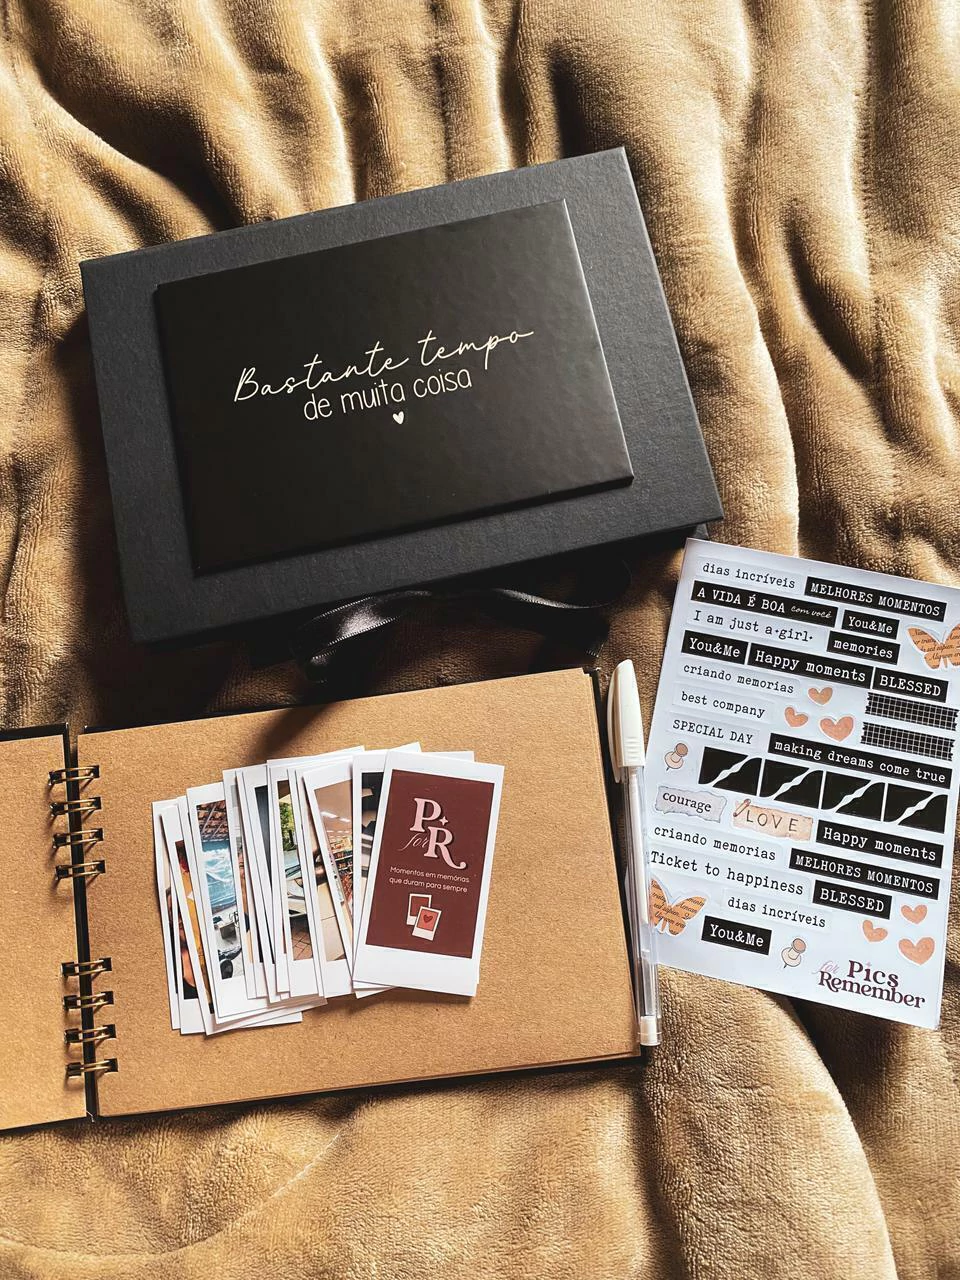 Bastante tempo
de muita coisa
dias incríveis MELHORES MOMENTOS
A VIDA É BOA com você You&Me
I am just a girl memories
You&Me Happy moments BLESSED
criando memorias
best company
SPECIAL DAY making dreams come true
courage LOVE Happy moments
criando memorias MELHORES MOMENTOS
Ticket to happiness BLESSED
dias incríveis
You&Me
for Pics
Remember
P
for R
Momentos em memórias
que duram para sempre